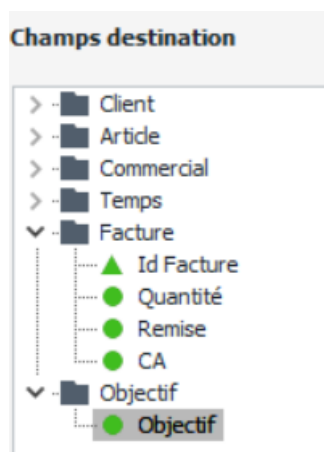 Champs destination
Client
Article
Commercial
Temps
Facture
Id Facture
Quantité
Remise
CA
Objectif
Objectif